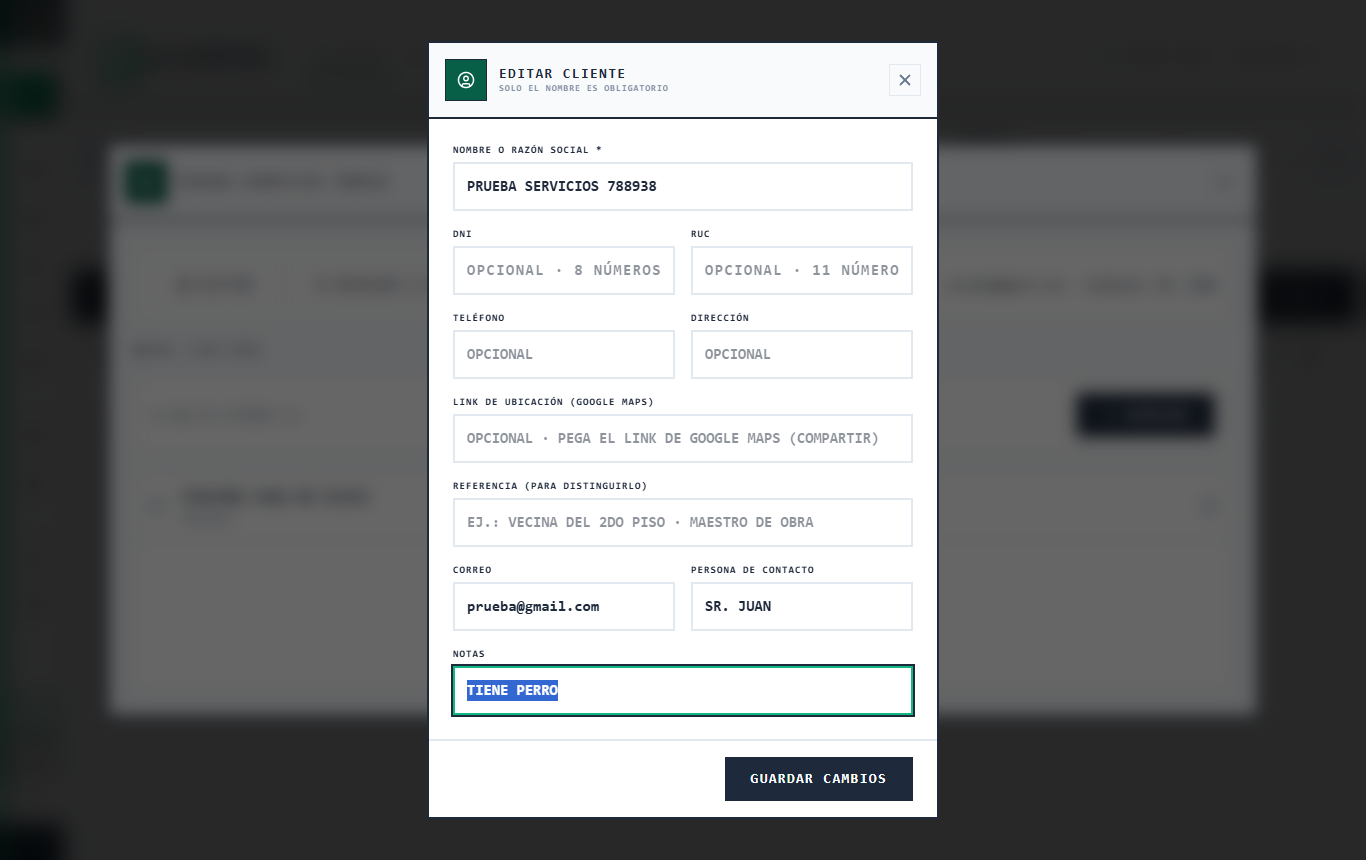 EDITAR CLIENTE
SOLO EL NOMBRE ES OBLIGATORIO
NOMBRE O RAZÓN SOCIAL *
PRUEBA SERVICIOS 788938
DNI
RUC
OPCIONAL · 8 NÚMEROS
OPCIONAL · 11 NÚMERO
TELÉFONO
DIRECCIÓN
OPCIONAL
OPCIONAL
LINK DE UBICACIÓN (GOOGLE MAPS)
OPCIONAL · PEGA EL LINK DE GOOGLE MAPS (COMPARTIR)
REFERENCIA (PARA DISTINGUIRLO)
EJ.: VECINA DEL 2DO PISO · MAESTRO DE OBRA
CORREO
PERSONA DE CONTACTO
prueba@gmail.com
SR. JUAN
NOTAS
TIENE PERRO
GUARDAR CAMBIOS